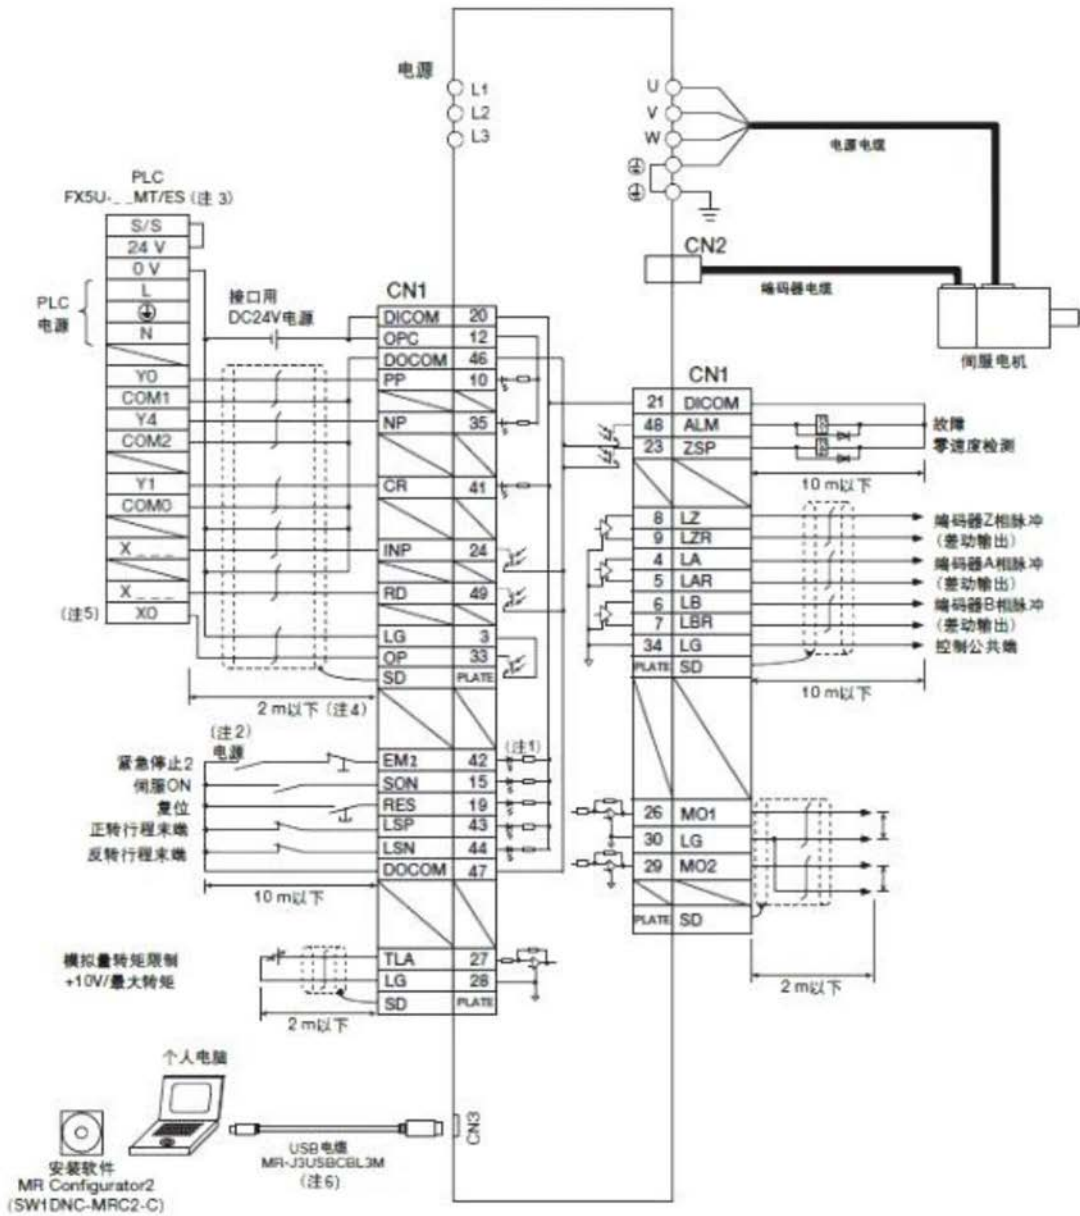 电源
L1
L2
L3
U
V
W
电源电缆
CN2
编码器电缆
伺服电机
PLC
FX5U-_ _MT/ES (注 3)
S/S
24 V
0 V
L
N
PLC
电源
Y0
COM1
Y4
COM2
Y1
COM0
X_ _ _
X_ _ _
(注5) X0
接口用
DC24V电源
CN1
DICOM 20
OPC 12
DOCOM 46
PP 10
NP 35
CR 41
INP 24
RD 49
LG 3
OP 33
SD PLATE
2 m以下 (注4)
(注2)
电源
(注1)
紧急停止2 EM2 42
伺服ON SON 15
复位 RES 19
正转行程末端 LSP 43
反转行程末端 LSN 44
DOCOM 47
10 m以下
模拟量转矩限制
+10V/最大转矩
TLA 27
LG 28
SD PLATE
2 m以下
CN1
21 DICOM
48 ALM 故障
23 ZSP 零速度检测
10 m以下
8 LZ 编码器Z相脉冲
9 LZR (差动输出)
4 LA 编码器A相脉冲
5 LAR (差动输出)
6 LB 编码器B相脉冲
7 LBR (差动输出)
34 LG 控制公共端
PLATE SD
10 m以下
26 MO1
30 LG
29 MO2
PLATE SD
2 m以下
个人电脑
安装软件
MR Configurator2
(SW1DNC-MRC2-C)
USB电缆
MR-J3USBCBL3M
(注6)
CN3